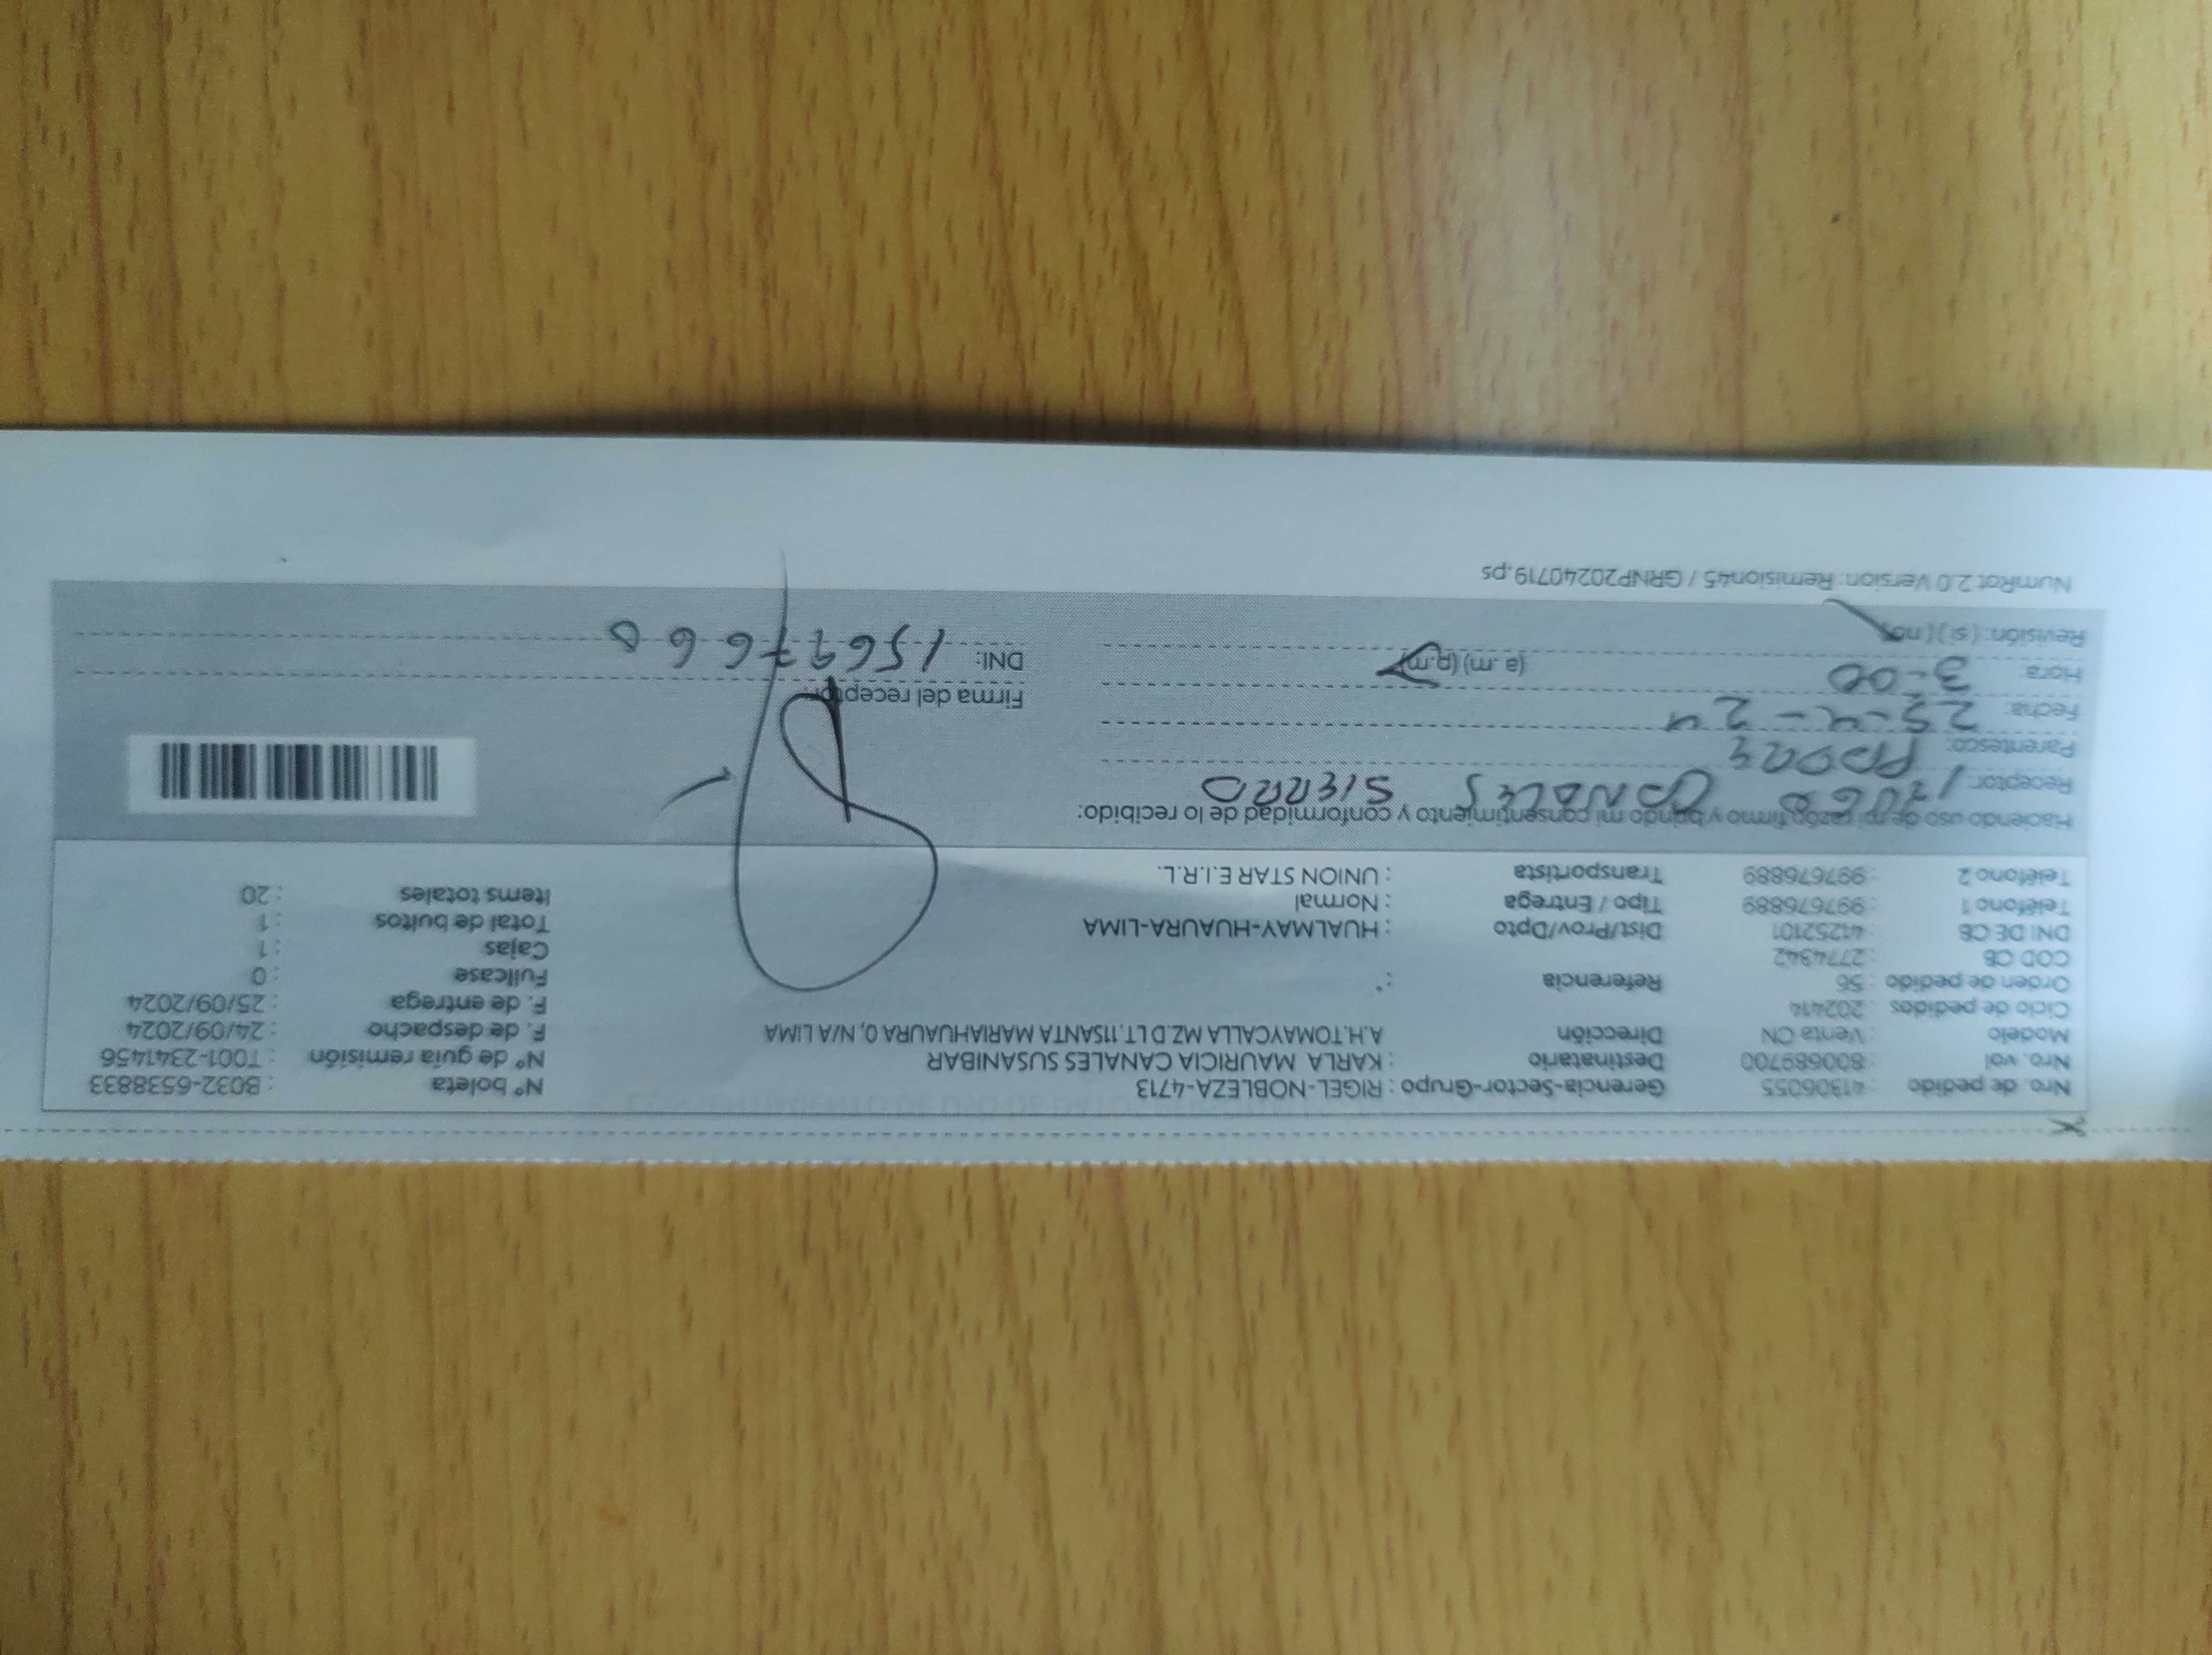 Nro. de pedido : 41306055 Gerencia-Sector-Grupo : RIGEL-NOBLEZA-4713 N° boleta : B032-6538833
Nro. vol : 800689700 Destinatario : KARLA MAURICIA CANALES SUSANIBAR N° de guía remisión : T001-2341456
Modelo : Venta CN Dirección A.H.TOMAYCALLA MZ.D LT.11SANTA MARIAHUAURA 0, N/A LIMA F. de despacho : 24/09/2024
Ciclo de pedidos : 202414 F. de entrega : 25/09/2024
Orden de pedido : 56 Referencia :* Fullcase : 0
COD CB : 2774342 Cajas : 1
DNI DE CB : 41252101 Dist/Prov/Dpto : HUALMAY-HUAURA-LIMA Total de bultos : 1
Teléfono 1 : 997676889 Tipo / Entrega : Normal Items totales : 20
Teléfono 2 : 997676889 Transportista : UNION STAR E.I.R.L.
Haciendo uso de mi razón firmo y brindo mi consentimiento y conformidad de lo recibido:
Receptor: CANALES
Parentesco:
Fecha: 24
Hora: 3-00 (a.m) (p.m) Firma del receptor:
Revisión: ( si ) ( no ) DNI:
NumRot 2.0 Version: Remision45 / GRNP20240719.ps